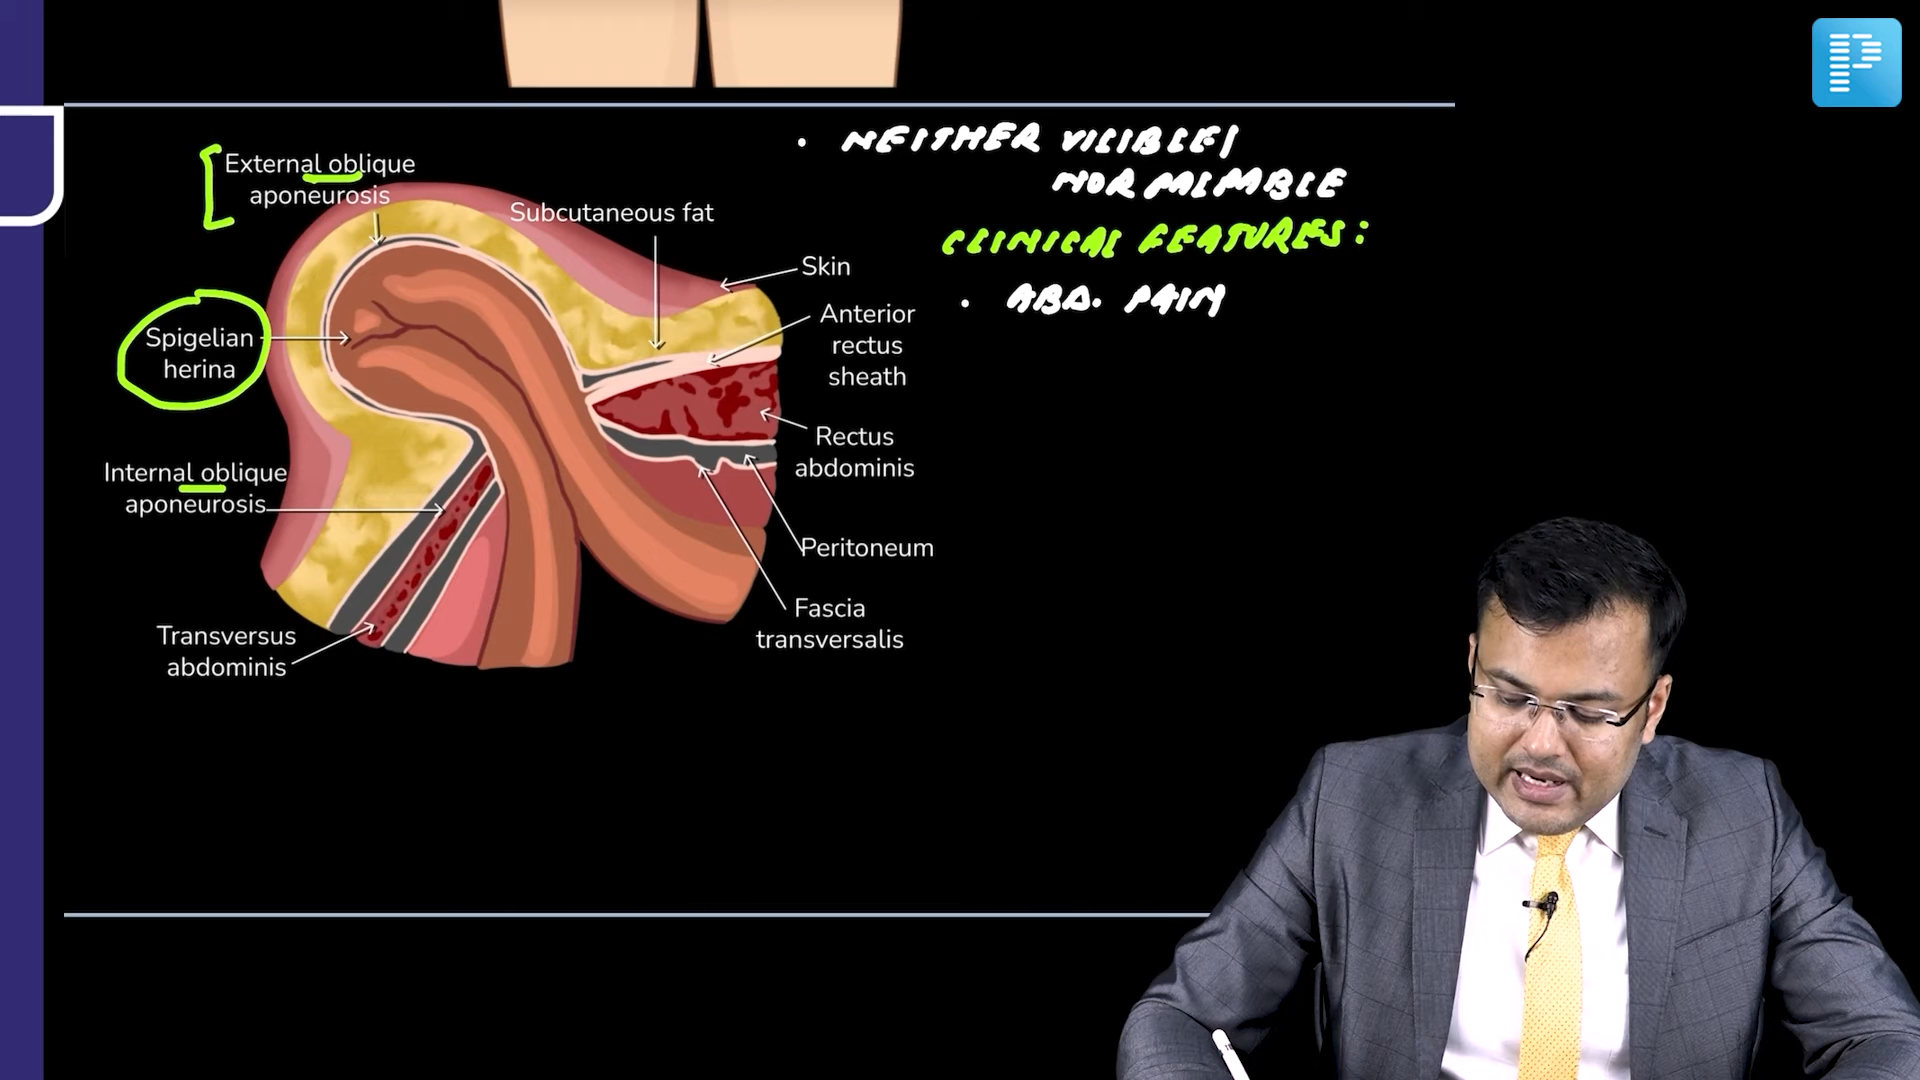 External oblique
aponeurosis
Subcutaneous fat
Skin
Anterior
rectus
sheath
Spigelian
herina
Rectus
abdominis
Internal oblique
aponeurosis
Peritoneum
Fascia
transversalis
Transversus
abdominis
• NEITHER VISIBLE/
NOR PALPABLE
CLINICAL FEATURES:
• ABD. PAIN